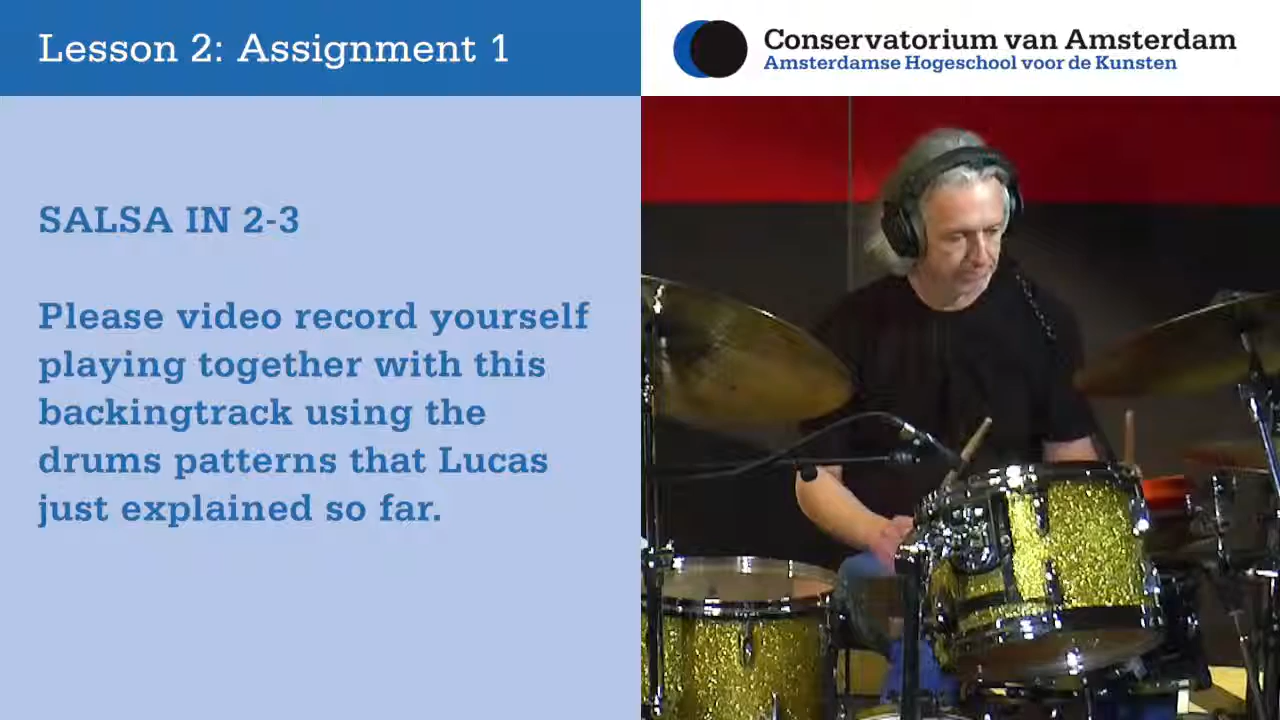 Lesson 2: Assignment 1
Conservatorium van Amsterdam
Amsterdamse Hogeschool voor de Kunsten
SALSA IN 2-3
Please video record yourself
playing together with this
backingtrack using the
drums patterns that Lucas
just explained so far.